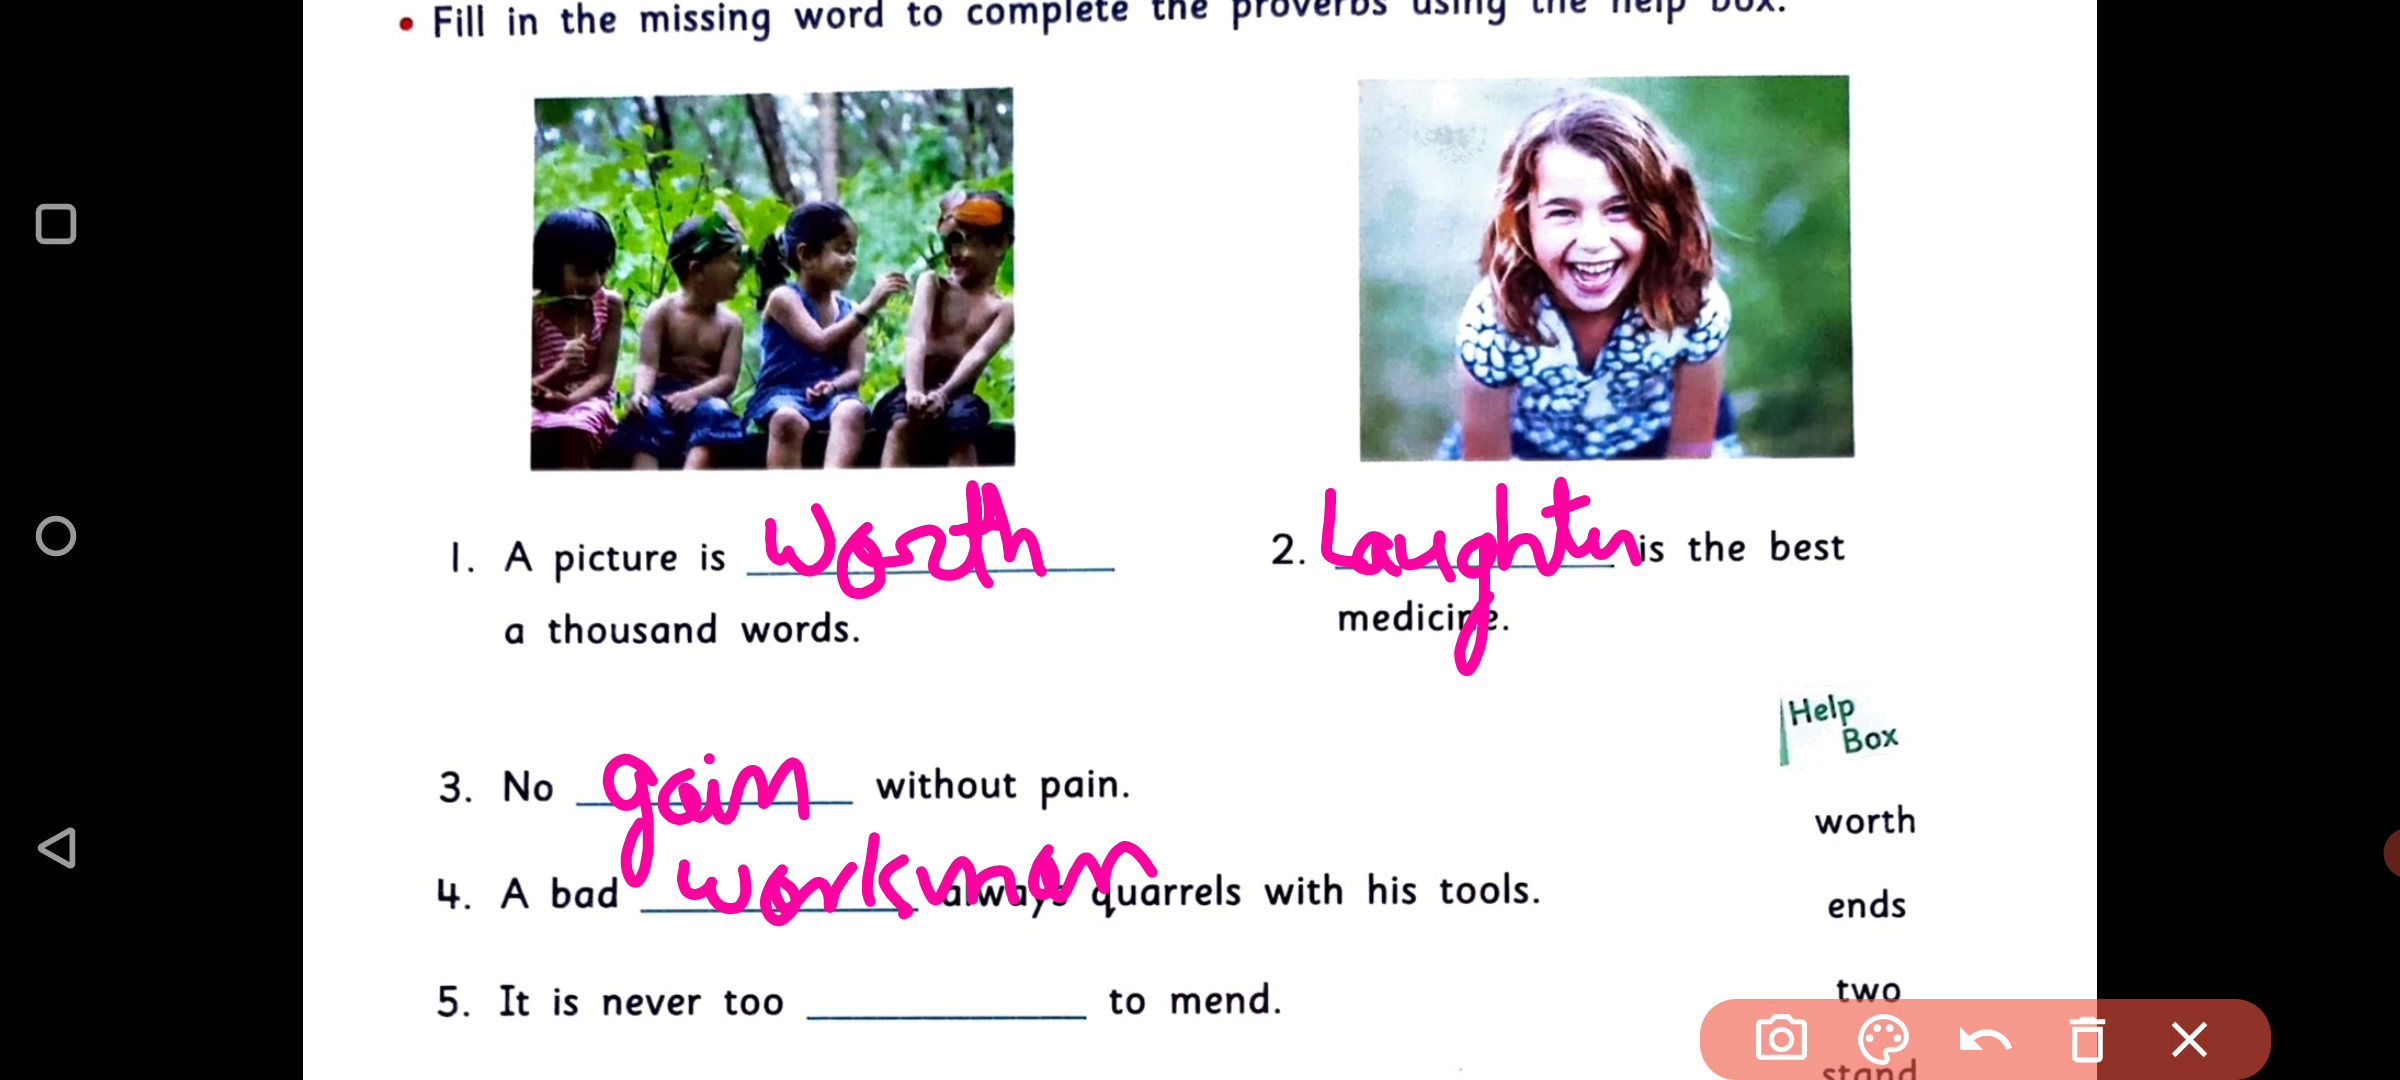 • Fill in the missing word to complete the proverbs using the help box.
1. A picture is worth
a thousand words.
2. Laughter is the best
medicine.
Help
Box
3. No gain without pain.
worth
4. A bad workman always quarrels with his tools.
ends
5. It is never too ________ to mend.
two
stand